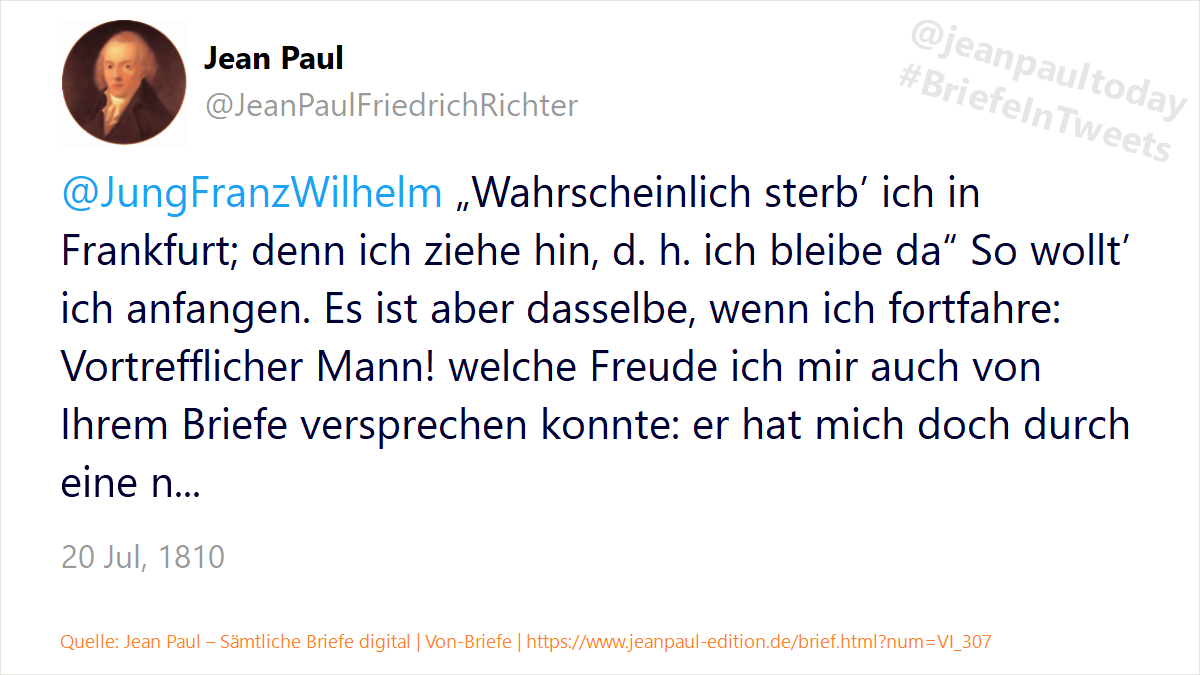 Jean Paul
@JeanPaulFriedrichRichter
@jeanpaultoday
#BriefeInTweets
@JungFranzWilhelm „Wahrscheinlich sterb’ ich in
Frankfurt; denn ich ziehe hin, d. h. ich bleibe da“ So wollt’
ich anfangen. Es ist aber dasselbe, wenn ich fortfahre:
Vortrefflicher Mann! welche Freude ich mir auch von
Ihrem Briefe versprechen konnte: er hat mich doch durch
eine n...
20 Jul, 1810
Quelle: Jean Paul – Sämtliche Briefe digital | Von-Briefe | https://www.jeanpaul-edition.de/brief.html?num=VI_307